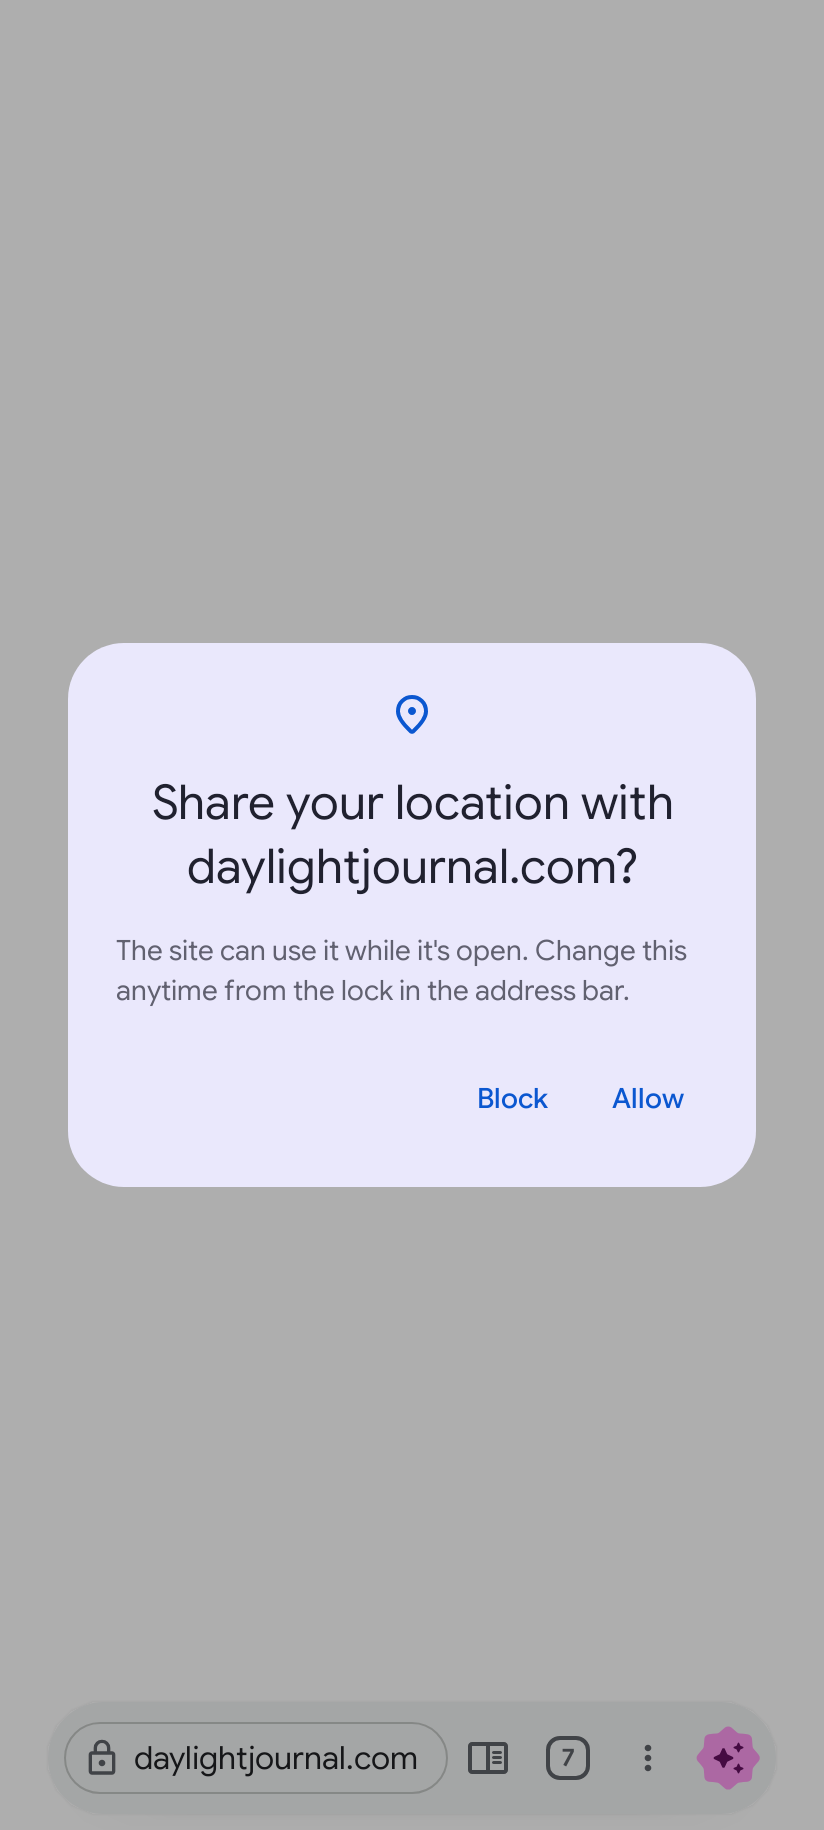 Share your location with
daylightjournal.com?
The site can use it while it's open. Change this
anytime from the lock in the address bar.
Block Allow
daylightjournal.com 7